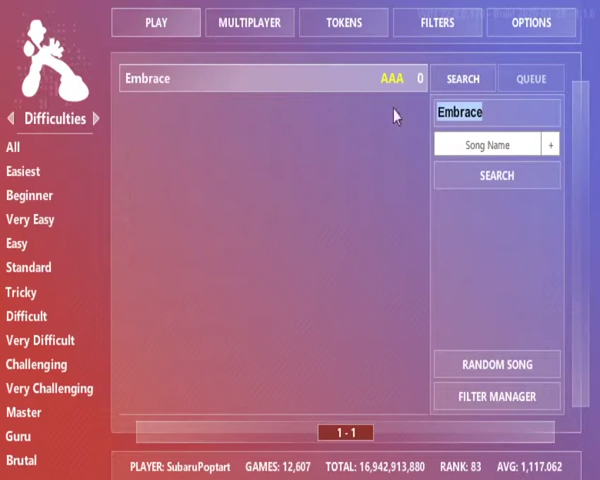 PLAY
MULTIPLAYER
TOKENS
FILTERS
OPTIONS
Embrace AAA 0
SEARCH
QUEUE
Embrace
Song Name +
SEARCH
Difficulties
All
Easiest
Beginner
Very Easy
Easy
Standard
Tricky
Difficult
Very Difficult
Challenging
Very Challenging
Master
Guru
Brutal
RANDOM SONG
FILTER MANAGER
1 - 1
PLAYER: SubaruPoptart GAMES: 12,607 TOTAL: 16,942,913,880 RANK: 83 AVG: 1,117.062